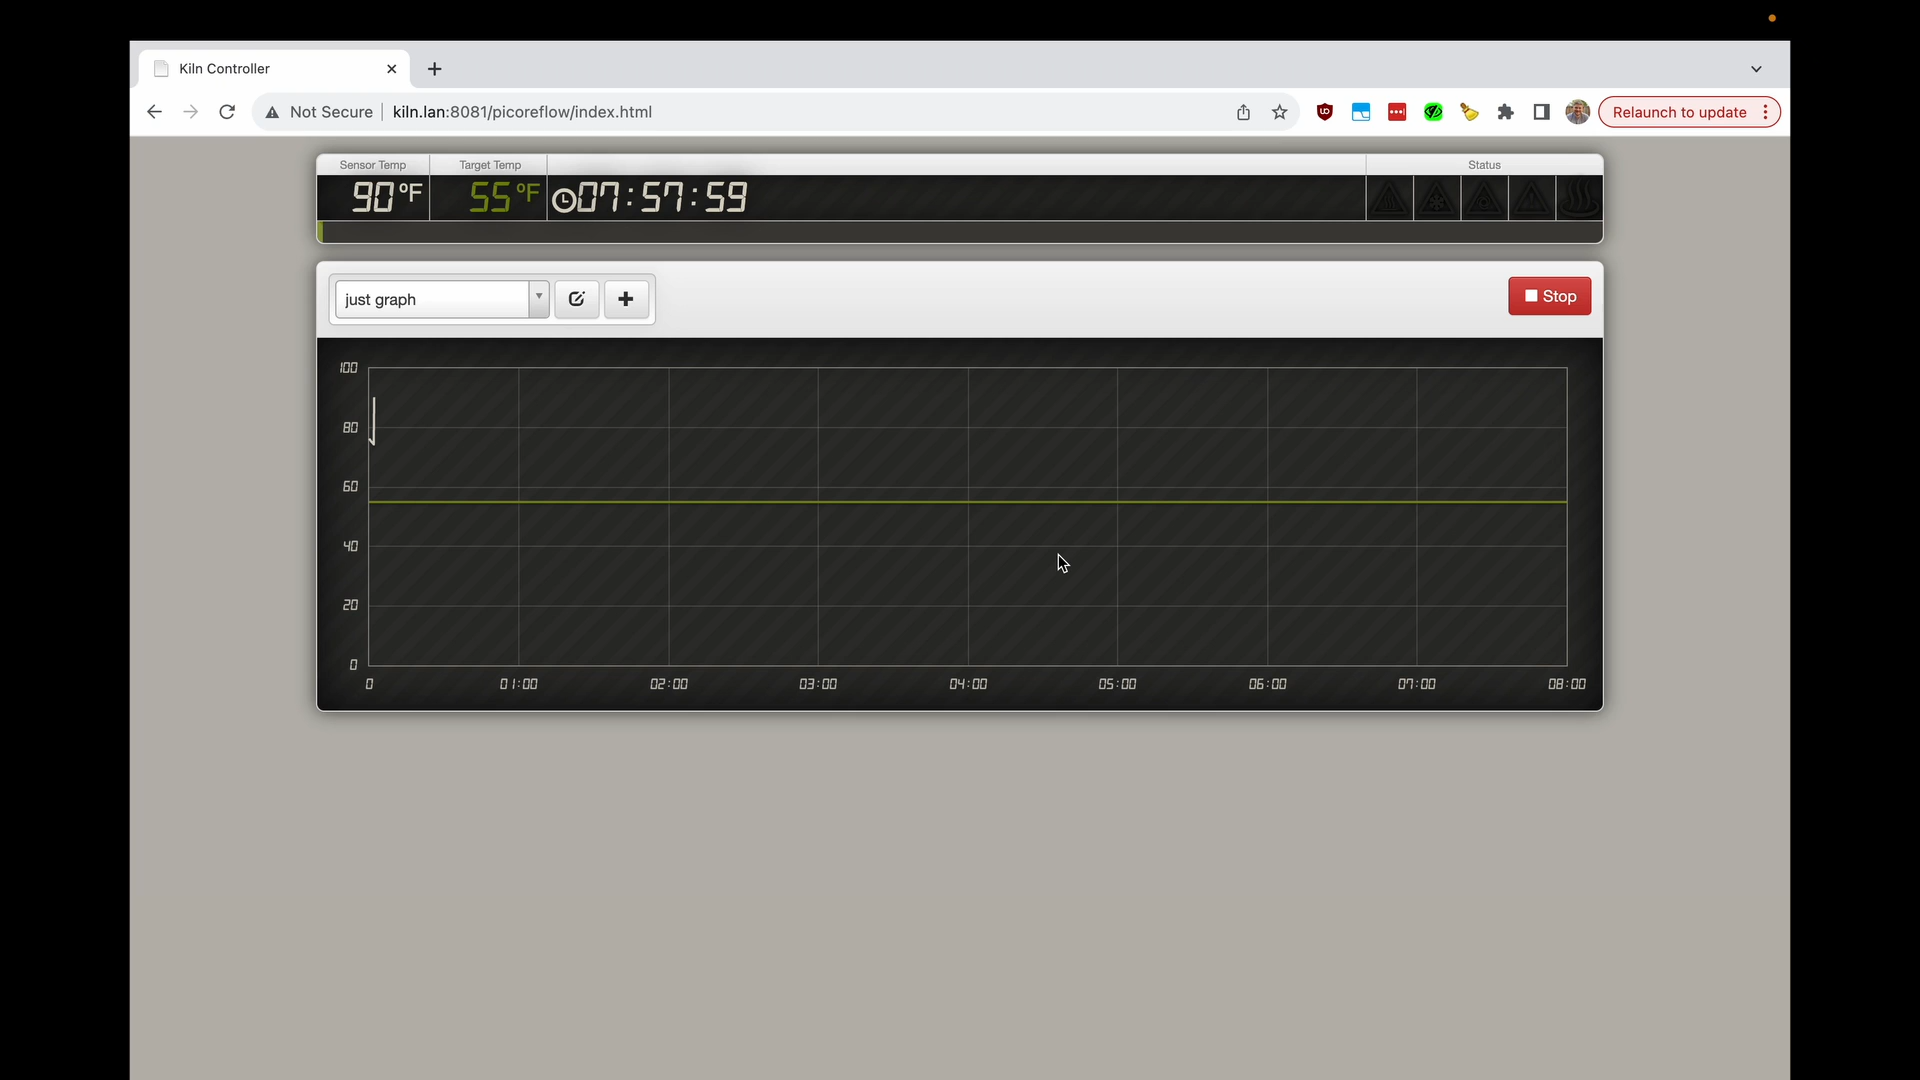 Kiln Controller
Not Secure kiln.lan:8081/picoreflow/index.html Relaunch to update
Sensor Temp Target Temp Status
90°F 55°F 07:57:59
just graph Stop
100
80
60
40
20
0
0 01:00 02:00 03:00 04:00 05:00 06:00 07:00 08:00